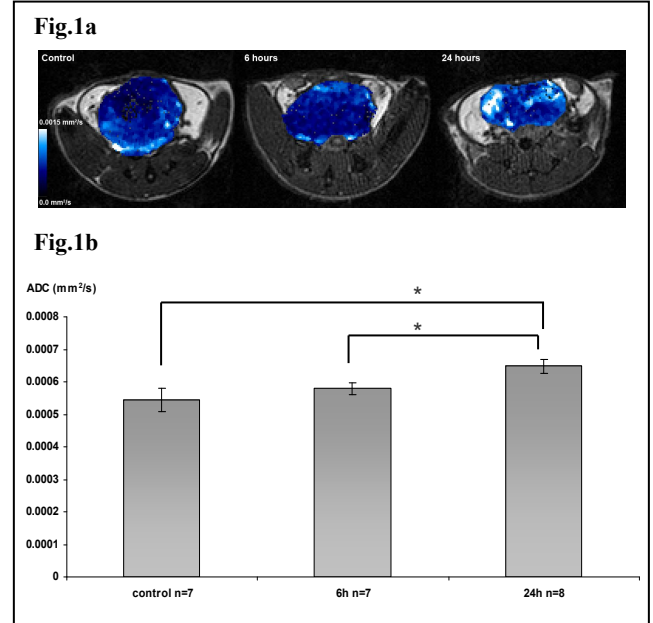 Fig.1a
Control 6 hours 24 hours
0.0015 mm²/s
0.0 mm²/s
Fig.1b
ADC (mm²/s)
*
*
0.0008
0.0007
0.0006
0.0005
0.0004
0.0003
0.0002
0.0001
0
control n=7 6h n=7 24h n=8